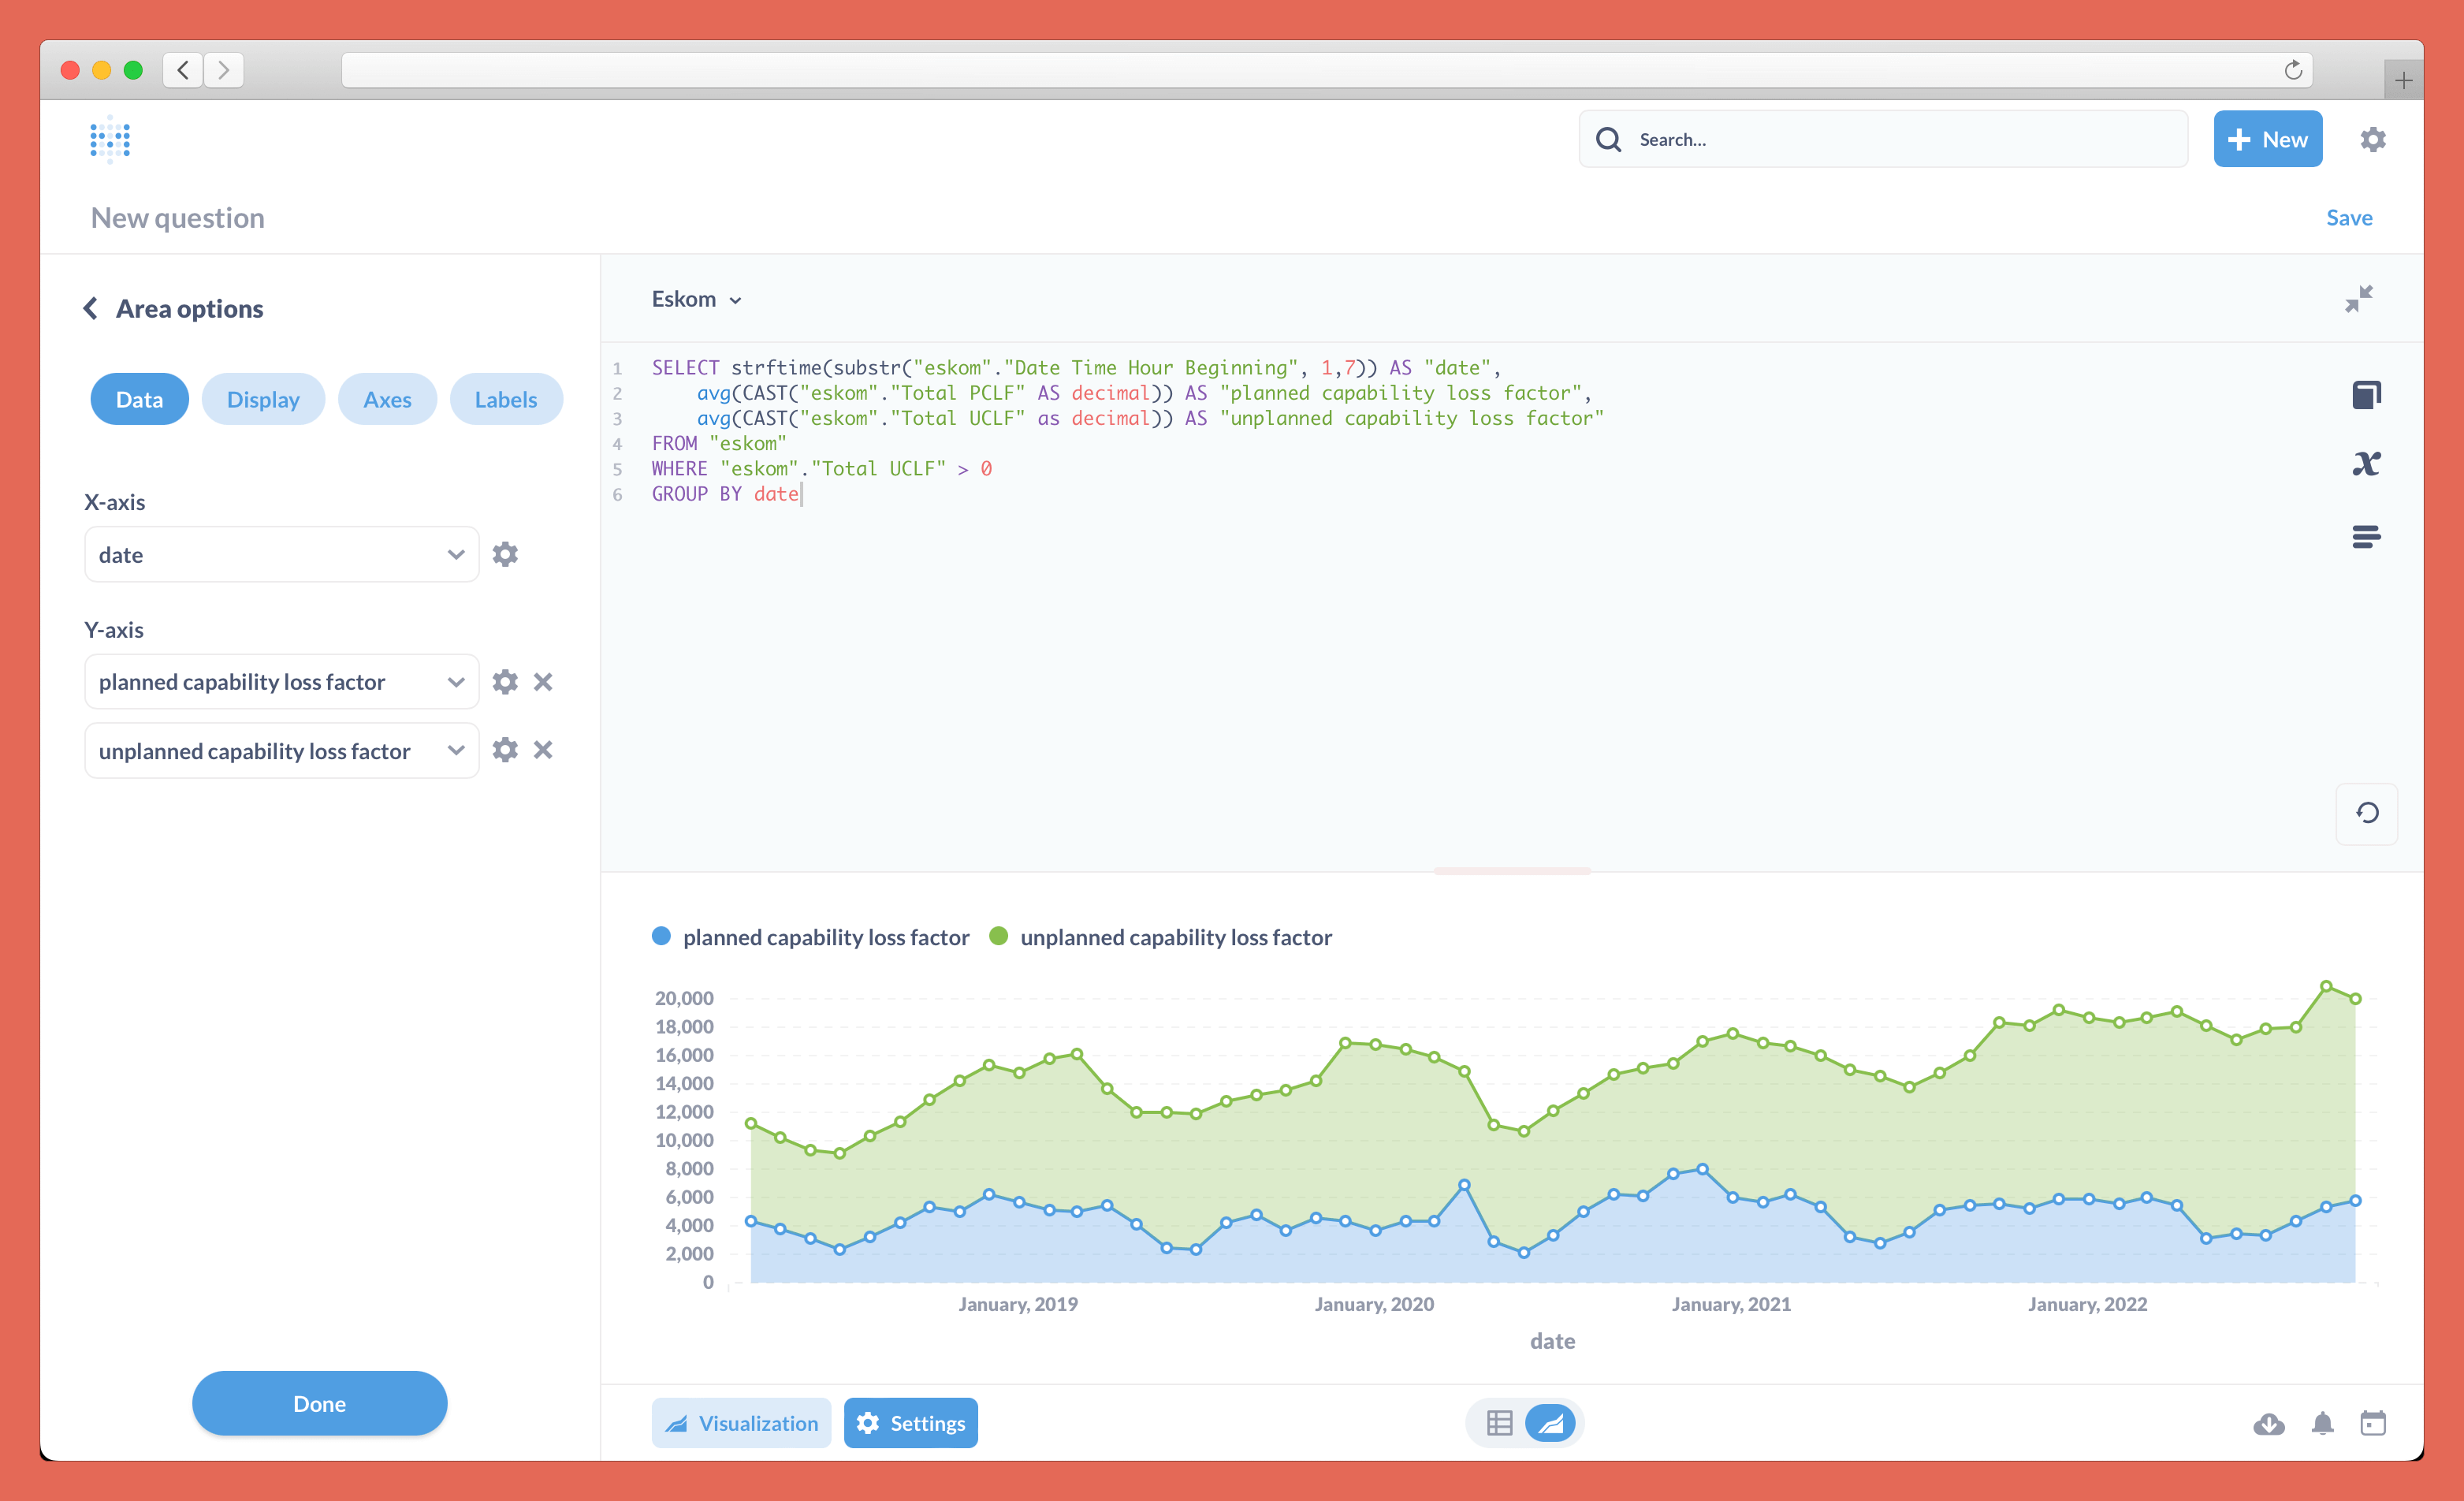 Search...
New
New question
Save
Area options
Data
Display
Axes
Labels
X-axis
date
Y-axis
planned capability loss factor
unplanned capability loss factor
Done
Eskom
1 SELECT strftime(substr("eskom"."Date Time Hour Beginning", 1,7)) AS "date",
2 avg(CAST("eskom"."Total PCLF" AS decimal)) AS "planned capability loss factor",
3 avg(CAST("eskom"."Total UCLF" as decimal)) AS "unplanned capability loss factor"
4 FROM "eskom"
5 WHERE "eskom"."Total UCLF" > 0
6 GROUP BY date
planned capability loss factor
unplanned capability loss factor
20,000
18,000
16,000
14,000
12,000
10,000
8,000
6,000
4,000
2,000
0
January, 2019
January, 2020
January, 2021
January, 2022
date
Visualization
Settings